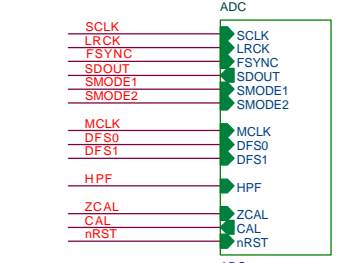 ADC
SCLK SCLK
LRCK LRCK
FSYNC FSYNC
SDOUT SDOUT
SMODE1 SMODE1
SMODE2 SMODE2
MCLK MCLK
DFS0 DFS0
DFS1 DFS1
HPF HPF
ZCAL ZCAL
CAL CAL
nRST nRST